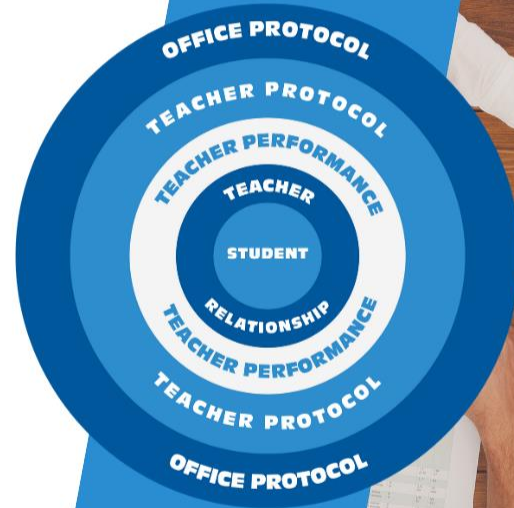 OFFICE PROTOCOL
TEACHER PROTOCOL
TEACHER PERFORMANCE
TEACHER
STUDENT
RELATIONSHIP
TEACHER PERFORMANCE
TEACHER PROTOCOL
OFFICE PROTOCOL